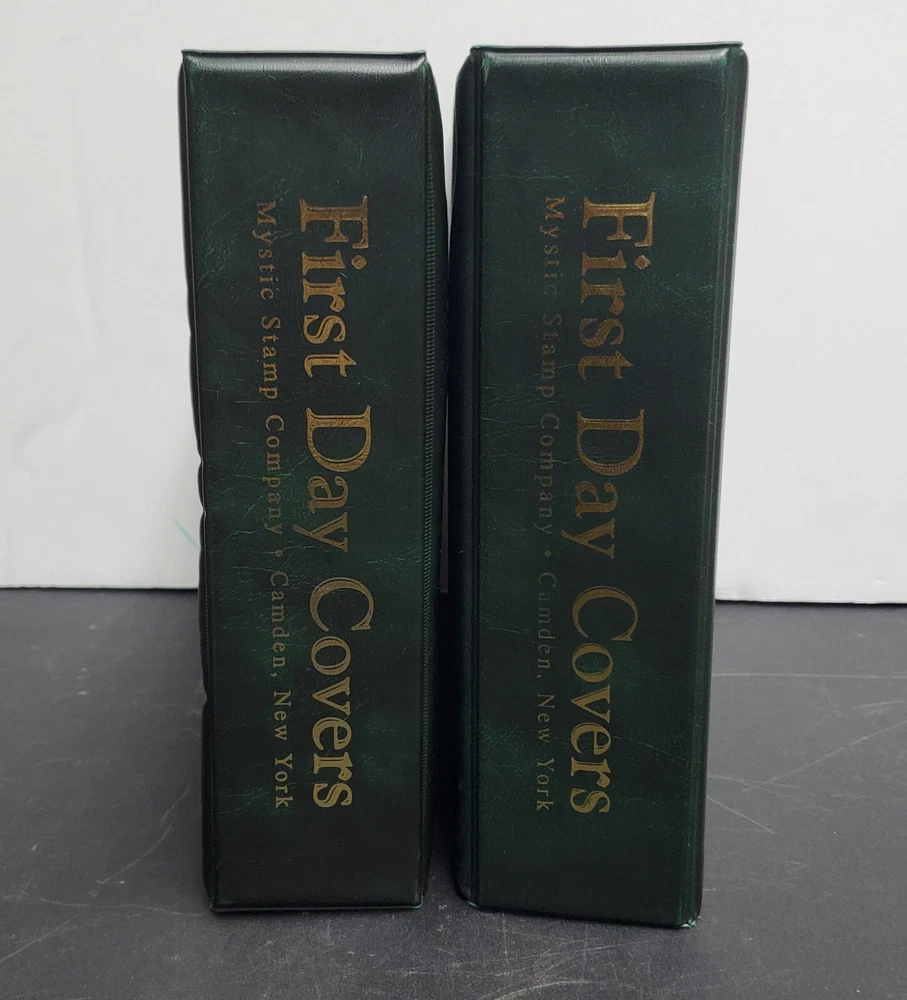 First Day Covers
Mystic Stamp Company • Camden, New York
First Day Covers
Mystic Stamp Company • Camden, New York